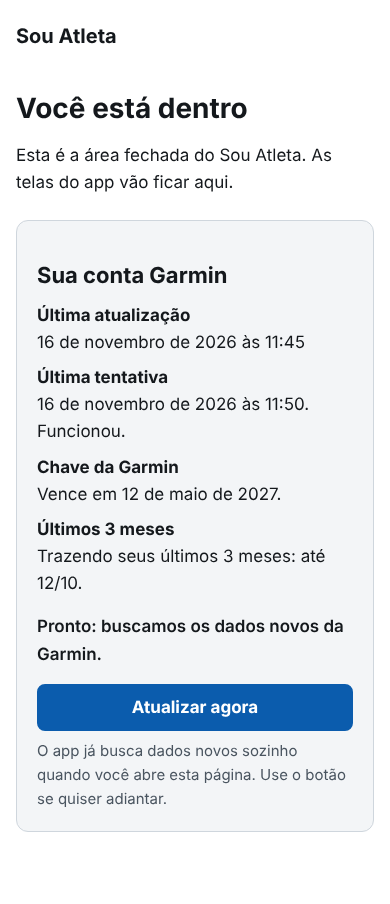 Sou Atleta
Você está dentro
Esta é a área fechada do Sou Atleta. As
telas do app vão ficar aqui.
Sua conta Garmin
Última atualização
16 de novembro de 2026 às 11:45
Última tentativa
16 de novembro de 2026 às 11:50.
Funcionou.
Chave da Garmin
Vence em 12 de maio de 2027.
Últimos 3 meses
Trazendo seus últimos 3 meses: até
12/10.
Pronto: buscamos os dados novos da
Garmin.
Atualizar agora
O app já busca dados novos sozinho
quando você abre esta página. Use o botão
se quiser adiantar.